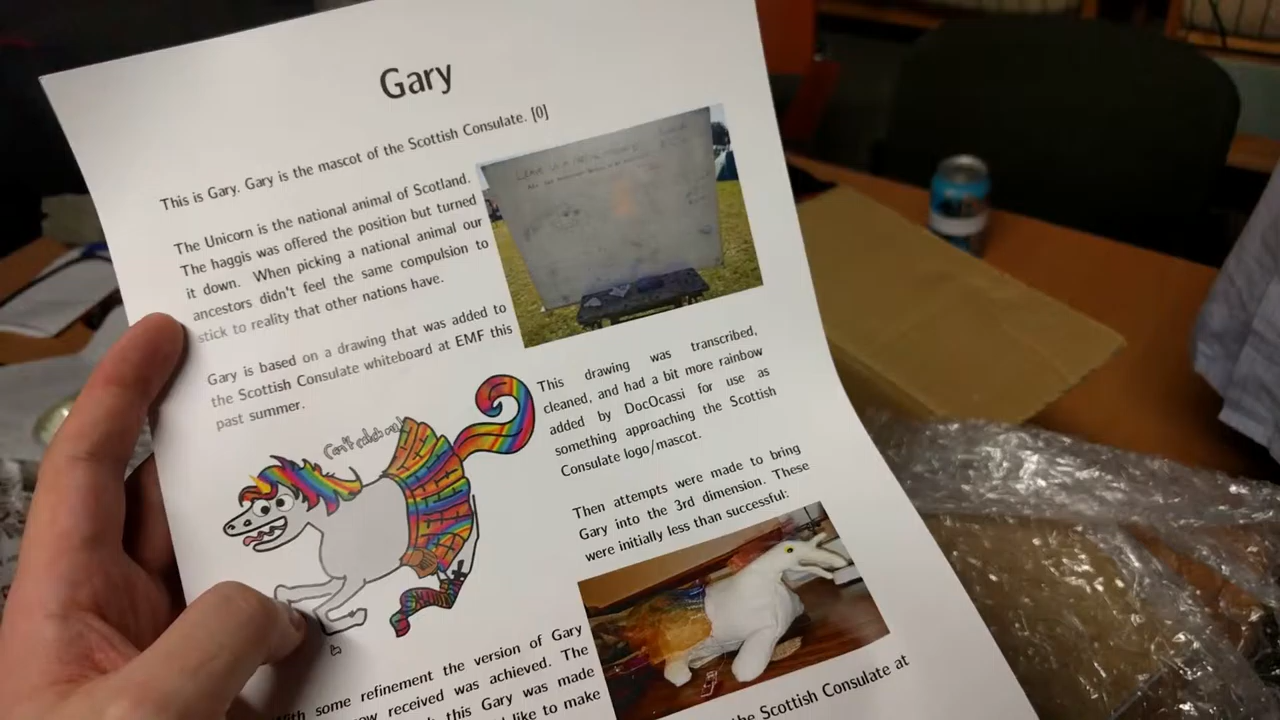 Gary
This is Gary. Gary is the mascot of the Scottish Consulate. [0]
The Unicorn is the national animal of Scotland.
The haggis was offered the position but turned
it down. When picking a national animal our
ancestors didn't feel the same compulsion to
stick to reality that other nations have.
Gary is based on a drawing that was added to
the Scottish Consulate whiteboard at EMF this
past summer.
This drawing was transcribed,
cleaned, and had a bit more rainbow
added by DocOcassi for use as
something approaching the Scottish
Consulate logo/mascot.
Then attempts were made to bring
Gary into the 3rd dimension. These
were initially less than successful:
With some refinement the version of Gary
received was achieved. The
this Gary was made
like to make
the Scottish Consulate at